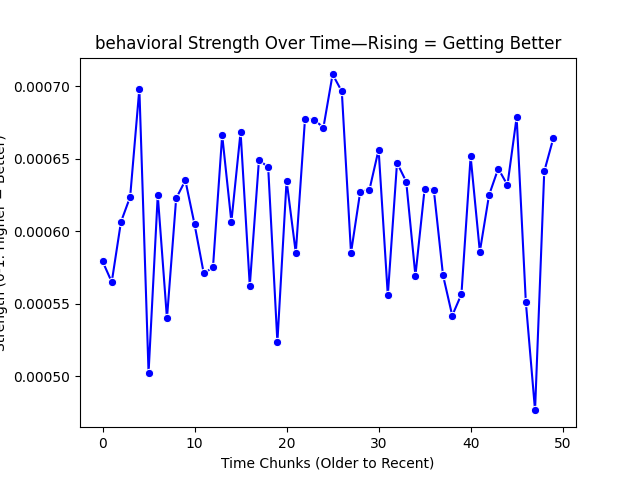 behavioral Strength Over Time—Rising = Getting Better
Strength (0-1: Higher = Better)
0.00070
0.00065
0.00060
0.00055
0.00050
0 10 20 30 40 50
Time Chunks (Older to Recent)